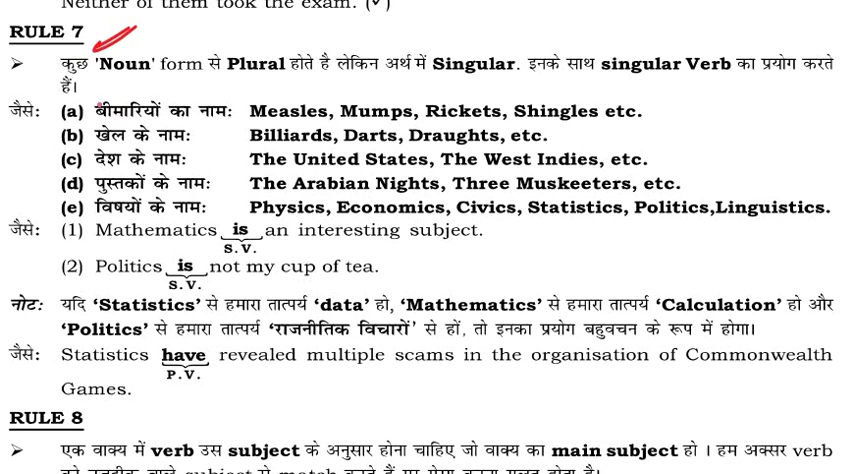 Neither of them took the exam. (✓)
RULE 7
➢ कुछ 'Noun' form से Plural होते है लेकिन अर्थ में Singular. इनके साथ singular Verb का प्रयोग करते
हैं।
जैसे: (a) बीमारियों का नाम: Measles, Mumps, Rickets, Shingles etc.
(b) खेल के नाम: Billiards, Darts, Draughts, etc.
(c) देश के नाम: The United States, The West Indies, etc.
(d) पुस्तकों के नाम: The Arabian Nights, Three Muskeeters, etc.
(e) विषयों के नाम: Physics, Economics, Civics, Statistics, Politics,Linguistics.
जैसे: (1) Mathematics is an interesting subject.
S.V.
(2) Politics is not my cup of tea.
S.V.
नोट: यदि ‘Statistics’ से हमारा तात्पर्य ‘data’ हो, ‘Mathematics’ से हमारा तात्पर्य ‘Calculation’ हो और
‘Politics’ से हमारा तात्पर्य ‘राजनीतिक विचारों’ से हों, तो इनका प्रयोग बहुवचन के रूप में होगा।
जैसे: Statistics have revealed multiple scams in the organisation of Commonwealth
P.V.
Games.
RULE 8
➢ एक वाक्य में verb उस subject के अनुसार होना चाहिए जो वाक्य का main subject हो । हम अक्सर verb